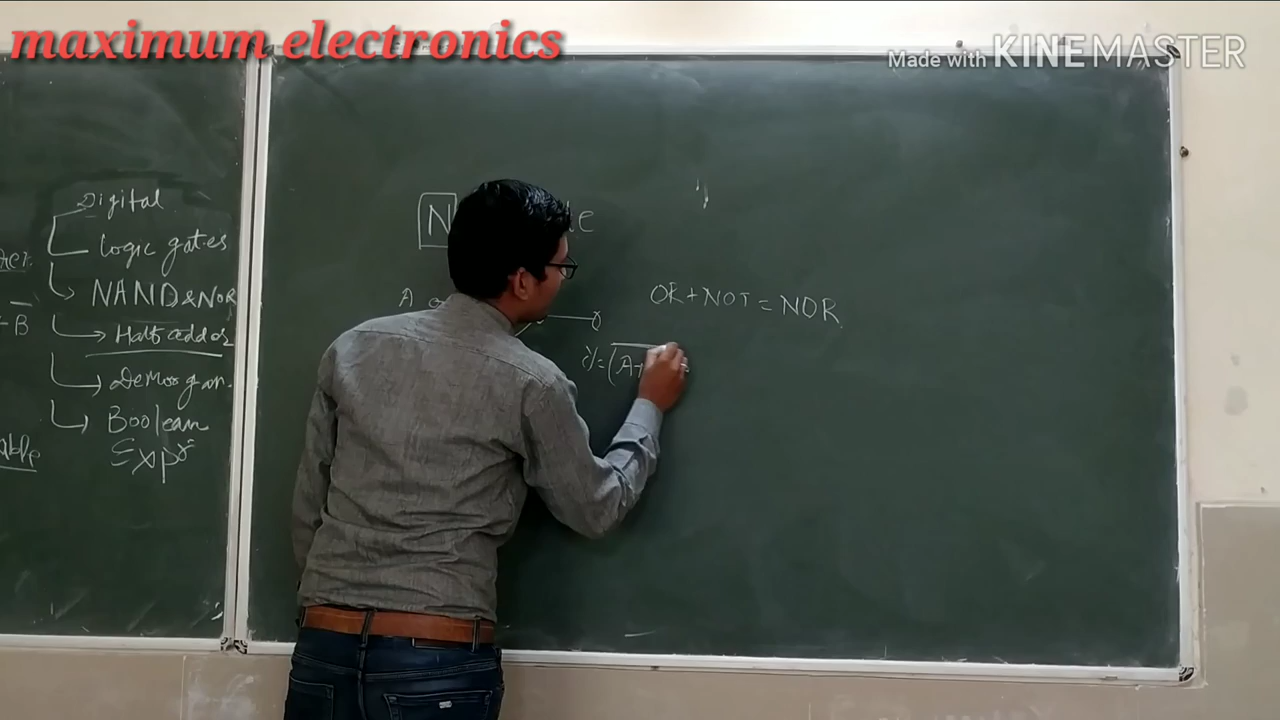 maximum electronics
Made with KINEMASTER
Digital
Logic gates
NAND & NOR
Half adder
Demorgan.
Boolean
Expr
+ B
N
A
OR + NOT = NOR
Y = (A+